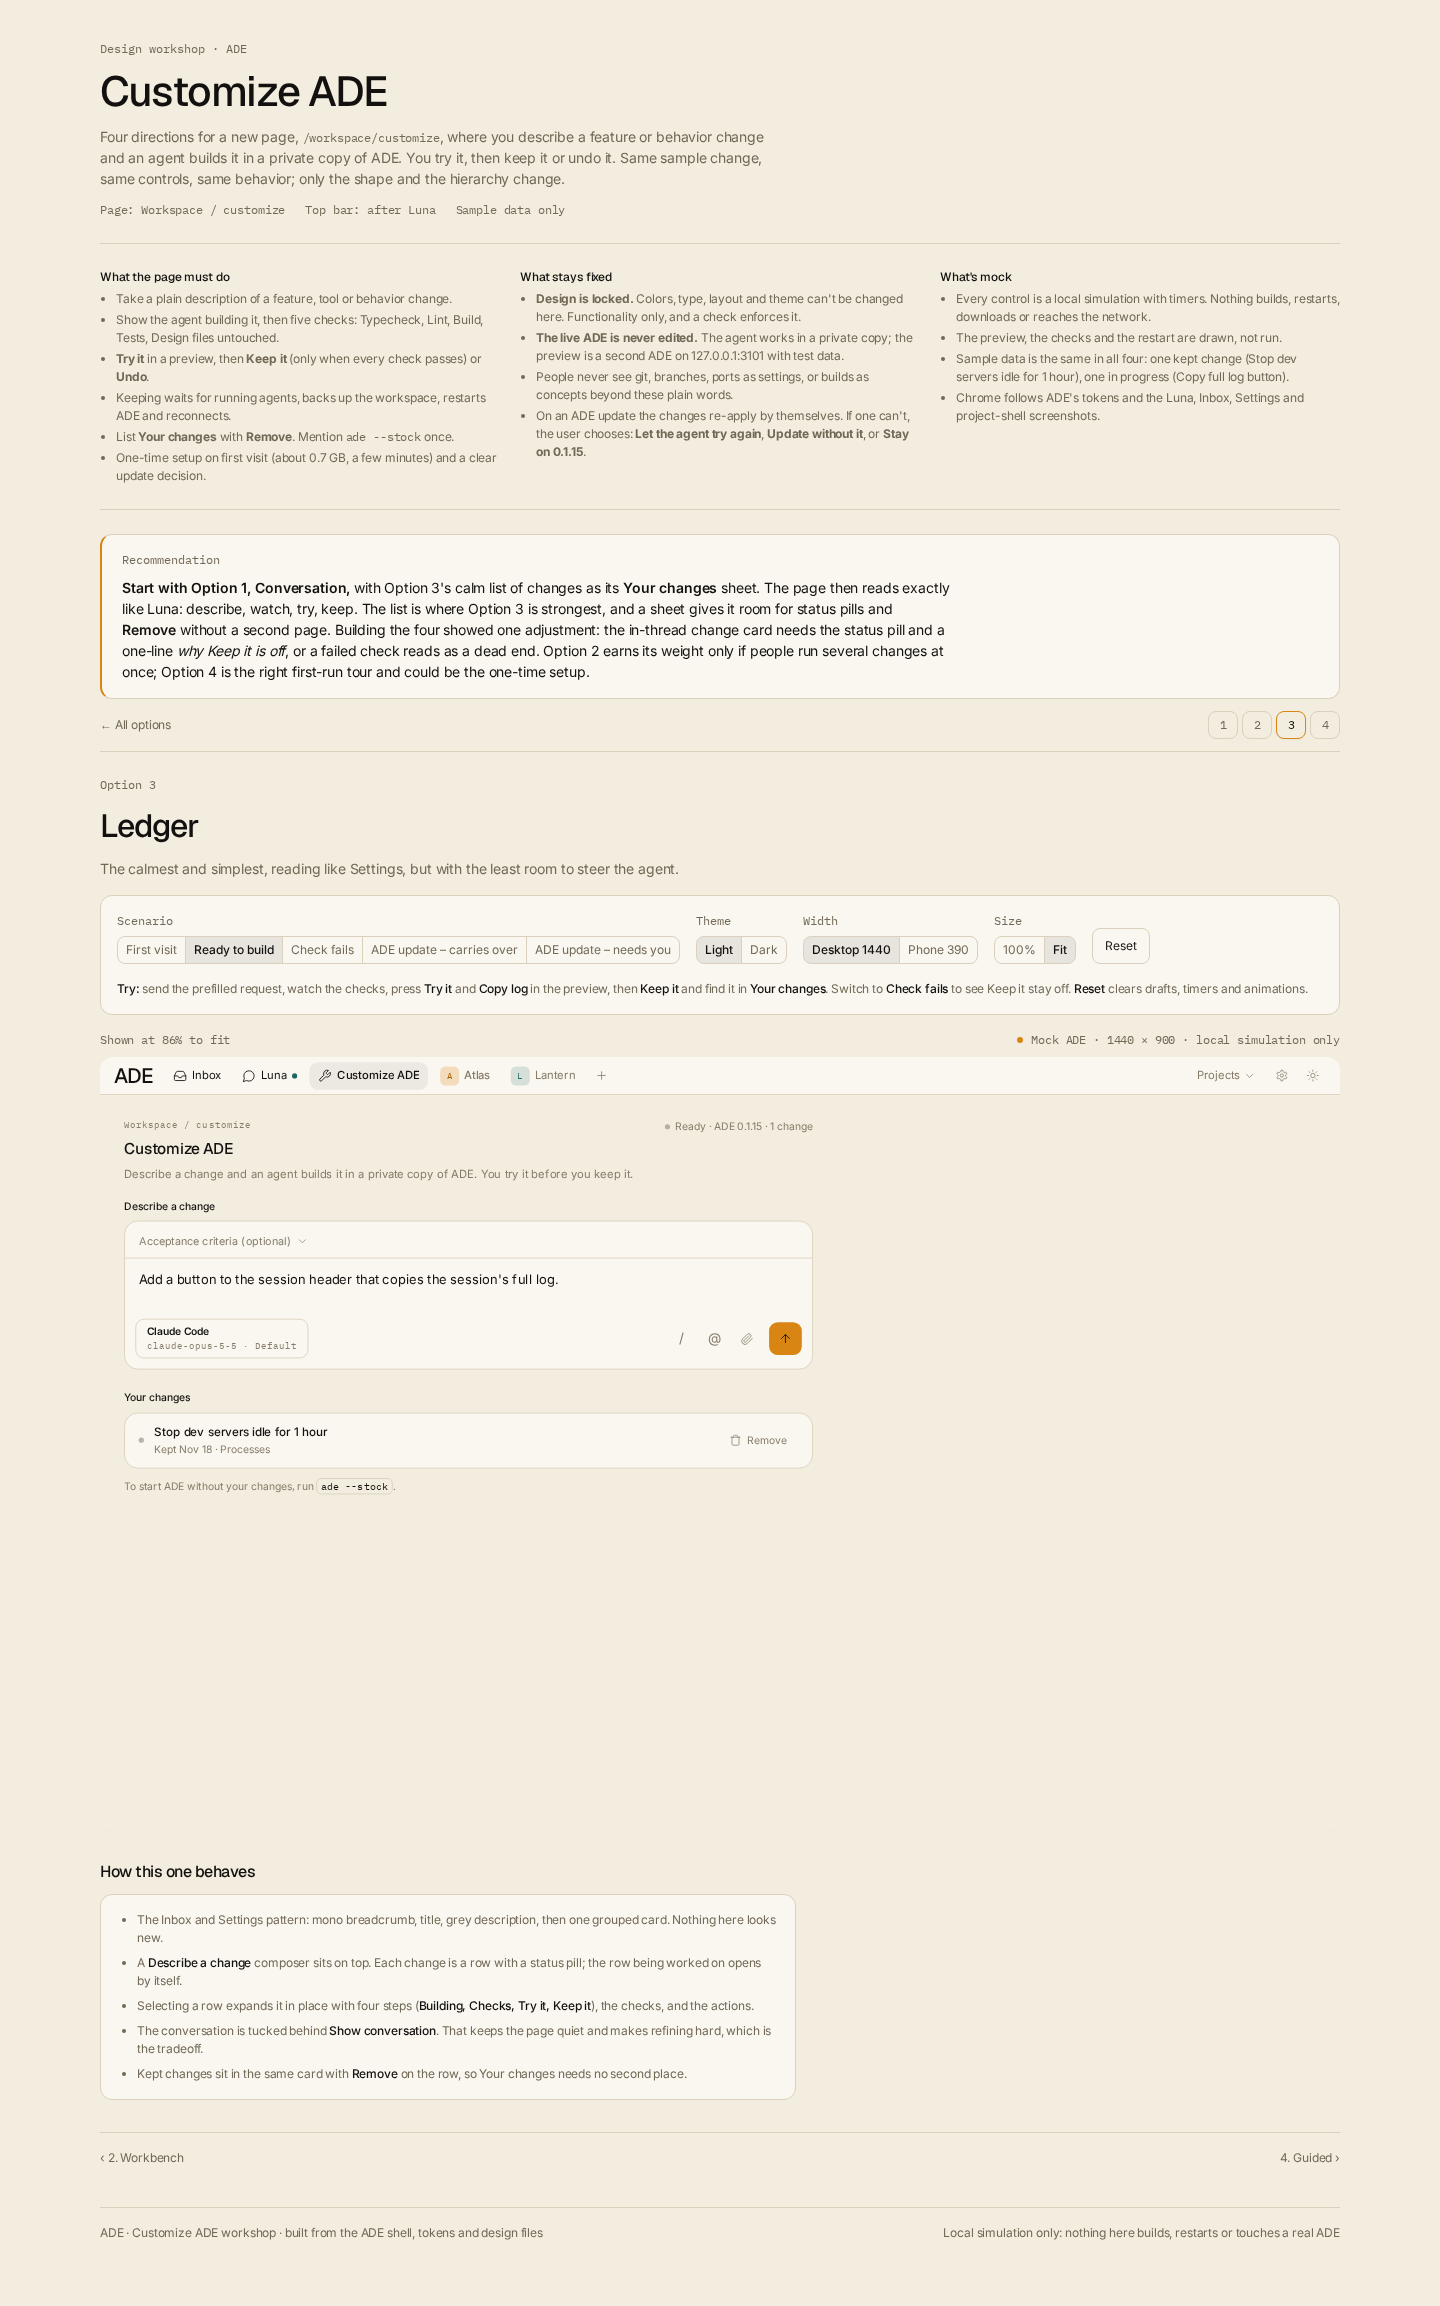 Design workshop · ADE
Customize ADE
Four directions for a new page, /workspace/customize, where you describe a feature or behavior change
and an agent builds it in a private copy of ADE. You try it, then keep it or undo it. Same sample change,
same controls, same behavior; only the shape and the hierarchy change.
Page: Workspace / customize Top bar: after Luna Sample data only
What the page must do
• Take a plain description of a feature, tool or behavior change.
• Show the agent building it, then five checks: Typecheck, Lint, Build,
Tests, Design files untouched.
• Try it in a preview, then Keep it (only when every check passes) or
Undo.
• Keeping waits for running agents, backs up the workspace, restarts
ADE and reconnects.
• List Your changes with Remove. Mention ade --stock once.
• One-time setup on first visit (about 0.7 GB, a few minutes) and a clear
update decision.
What stays fixed
• Design is locked. Colors, type, layout and theme can't be changed
here. Functionality only, and a check enforces it.
• The live ADE is never edited. The agent works in a private copy; the
preview is a second ADE on 127.0.0.1:3101 with test data.
• People never see git, branches, ports as settings, or builds as
concepts beyond these plain words.
• On an ADE update the changes re-apply by themselves. If one can't,
the user chooses: Let the agent try again, Update without it, or Stay
on 0.1.15.
What's mock
• Every control is a local simulation with timers. Nothing builds, restarts,
downloads or reaches the network.
• The preview, the checks and the restart are drawn, not run.
• Sample data is the same in all four: one kept change (Stop dev
servers idle for 1 hour), one in progress (Copy full log button).
• Chrome follows ADE's tokens and the Luna, Inbox, Settings and
project-shell screenshots.
Recommendation
Start with Option 1, Conversation, with Option 3's calm list of changes as its Your changes sheet. The page then reads exactly
like Luna: describe, watch, try, keep. The list is where Option 3 is strongest, and a sheet gives it room for status pills and
Remove without a second page. Building the four showed one adjustment: the in-thread change card needs the status pill and a
one-line why Keep it is off, or a failed check reads as a dead end. Option 2 earns its weight only if people run several changes at
once; Option 4 is the right first-run tour and could be the one-time setup.
← All options
1 2 3 4
Option 3
Ledger
The calmest and simplest, reading like Settings, but with the least room to steer the agent.
Scenario Theme Width Size
First visit Ready to build Check fails ADE update – carries over ADE update – needs you Light Dark Desktop 1440 Phone 390 100% Fit Reset
Try: send the prefilled request, watch the checks, press Try it and Copy log in the preview, then Keep it and find it in Your changes. Switch to Check fails to see Keep it stay off. Reset clears drafts, timers and animations.
Shown at 86% to fit
Mock ADE · 1440 × 900 · local simulation only
ADE Inbox Luna Customize ADE A Atlas L Lantern + Projects
Workspace / customize
Ready · ADE 0.1.15 · 1 change
Customize ADE
Describe a change and an agent builds it in a private copy of ADE. You try it before you keep it.
Describe a change
Acceptance criteria (optional)
Add a button to the session header that copies the session's full log.
Claude Code
claude-opus-5-5 · Default
/ @
Your changes
Stop dev servers idle for 1 hour
Kept Nov 18 · Processes
Remove
To start ADE without your changes, run ade --stock.
How this one behaves
• The Inbox and Settings pattern: mono breadcrumb, title, grey description, then one grouped card. Nothing here looks
new.
• A Describe a change composer sits on top. Each change is a row with a status pill; the row being worked on opens
by itself.
• Selecting a row expands it in place with four steps (Building, Checks, Try it, Keep it), the checks, and the actions.
• The conversation is tucked behind Show conversation. That keeps the page quiet and makes refining hard, which is
the tradeoff.
• Kept changes sit in the same card with Remove on the row, so Your changes needs no second place.
‹ 2. Workbench
4. Guided ›
ADE · Customize ADE workshop · built from the ADE shell, tokens and design files
Local simulation only: nothing here builds, restarts or touches a real ADE